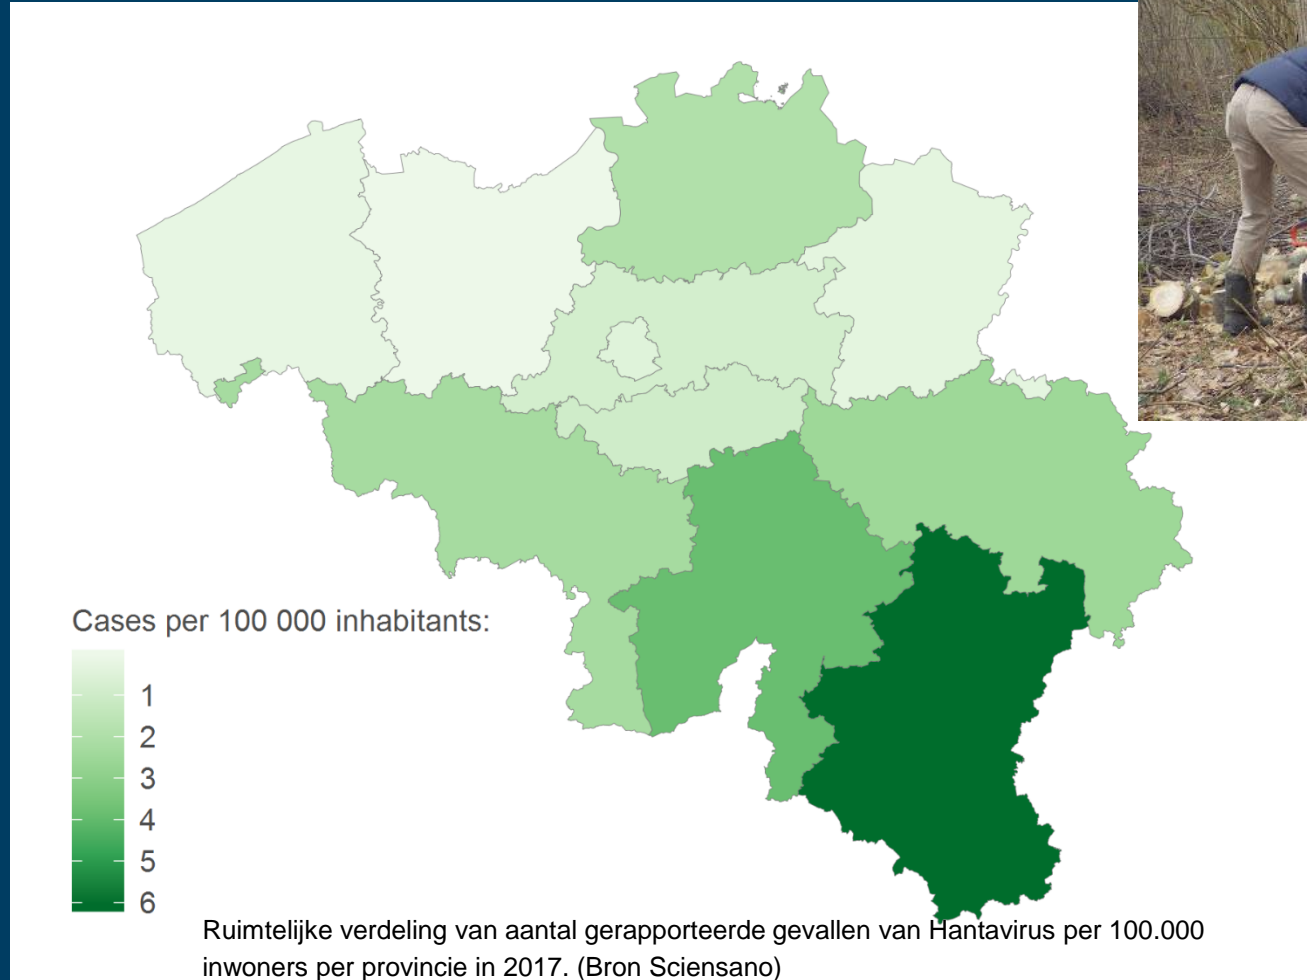 Cases per 100 000 inhabitants:
1
2
3
4
5
6
Ruimtelijke verdeling van aantal gerapporteerde gevallen van Hantavirus per 100.000
inwoners per provincie in 2017. (Bron Sciensano)